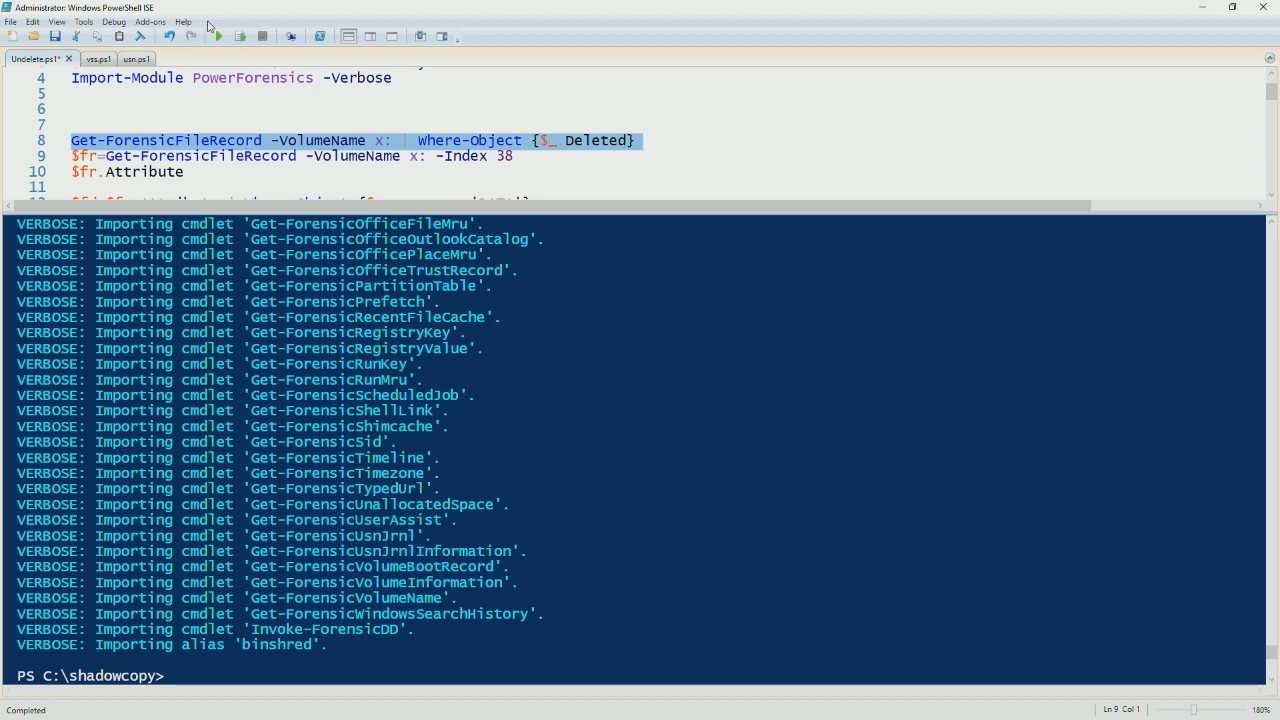 Administrator: Windows PowerShell ISE
File Edit View Tools Debug Add-ons Help
Undelete.ps1* vss.ps1 usn.ps1
4 Import-Module PowerForensics -Verbose
5
6
7
8 Get-ForensicFileRecord -VolumeName x: | Where-Object {$_.Deleted}
9 $fr=Get-ForensicFileRecord -VolumeName x: -Index 38
10 $fr.Attribute
11
VERBOSE: Importing cmdlet 'Get-ForensicOfficeFileMru'.
VERBOSE: Importing cmdlet 'Get-ForensicOfficeOutlookCatalog'.
VERBOSE: Importing cmdlet 'Get-ForensicOfficePlaceMru'.
VERBOSE: Importing cmdlet 'Get-ForensicOfficeTrustRecord'.
VERBOSE: Importing cmdlet 'Get-ForensicPartitionTable'.
VERBOSE: Importing cmdlet 'Get-ForensicPrefetch'.
VERBOSE: Importing cmdlet 'Get-ForensicRecentFileCache'.
VERBOSE: Importing cmdlet 'Get-ForensicRegistryKey'.
VERBOSE: Importing cmdlet 'Get-ForensicRegistryValue'.
VERBOSE: Importing cmdlet 'Get-ForensicRunKey'.
VERBOSE: Importing cmdlet 'Get-ForensicRunMru'.
VERBOSE: Importing cmdlet 'Get-ForensicScheduledJob'.
VERBOSE: Importing cmdlet 'Get-ForensicShellLink'.
VERBOSE: Importing cmdlet 'Get-ForensicShimcache'.
VERBOSE: Importing cmdlet 'Get-ForensicSid'.
VERBOSE: Importing cmdlet 'Get-ForensicTimeline'.
VERBOSE: Importing cmdlet 'Get-ForensicTimezone'.
VERBOSE: Importing cmdlet 'Get-ForensicTypedUrl'.
VERBOSE: Importing cmdlet 'Get-ForensicUnallocatedSpace'.
VERBOSE: Importing cmdlet 'Get-ForensicUserAssist'.
VERBOSE: Importing cmdlet 'Get-ForensicUsnJrnl'.
VERBOSE: Importing cmdlet 'Get-ForensicUsnJrnlInformation'.
VERBOSE: Importing cmdlet 'Get-ForensicVolumeBootRecord'.
VERBOSE: Importing cmdlet 'Get-ForensicVolumeInformation'.
VERBOSE: Importing cmdlet 'Get-ForensicVolumeName'.
VERBOSE: Importing cmdlet 'Get-ForensicWindowsSearchHistory'.
VERBOSE: Importing cmdlet 'Invoke-ForensicDD'.
VERBOSE: Importing alias 'binshred'.
PS C:\shadowcopy>
Completed Ln 9 Col 1 180%